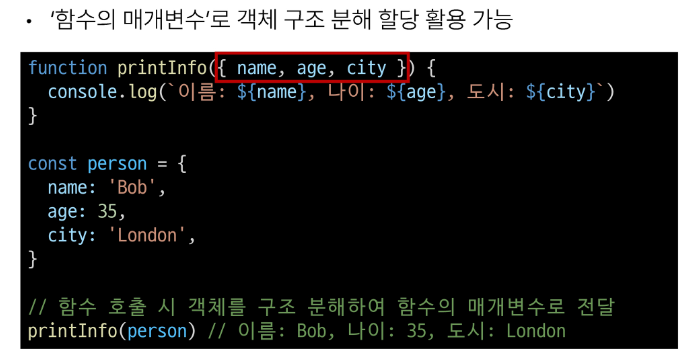 • '함수의 매개변수'로 객체 구조 분해 할당 활용 가능
function printInfo({ name, age, city }) {
  console.log(`이름: ${name}, 나이: ${age}, 도시: ${city}`)
}

const person = {
  name: 'Bob',
  age: 35,
  city: 'London',
}

// 함수 호출 시 객체를 구조 분해하여 함수의 매개변수로 전달
printInfo(person) // 이름: Bob, 나이: 35, 도시: London